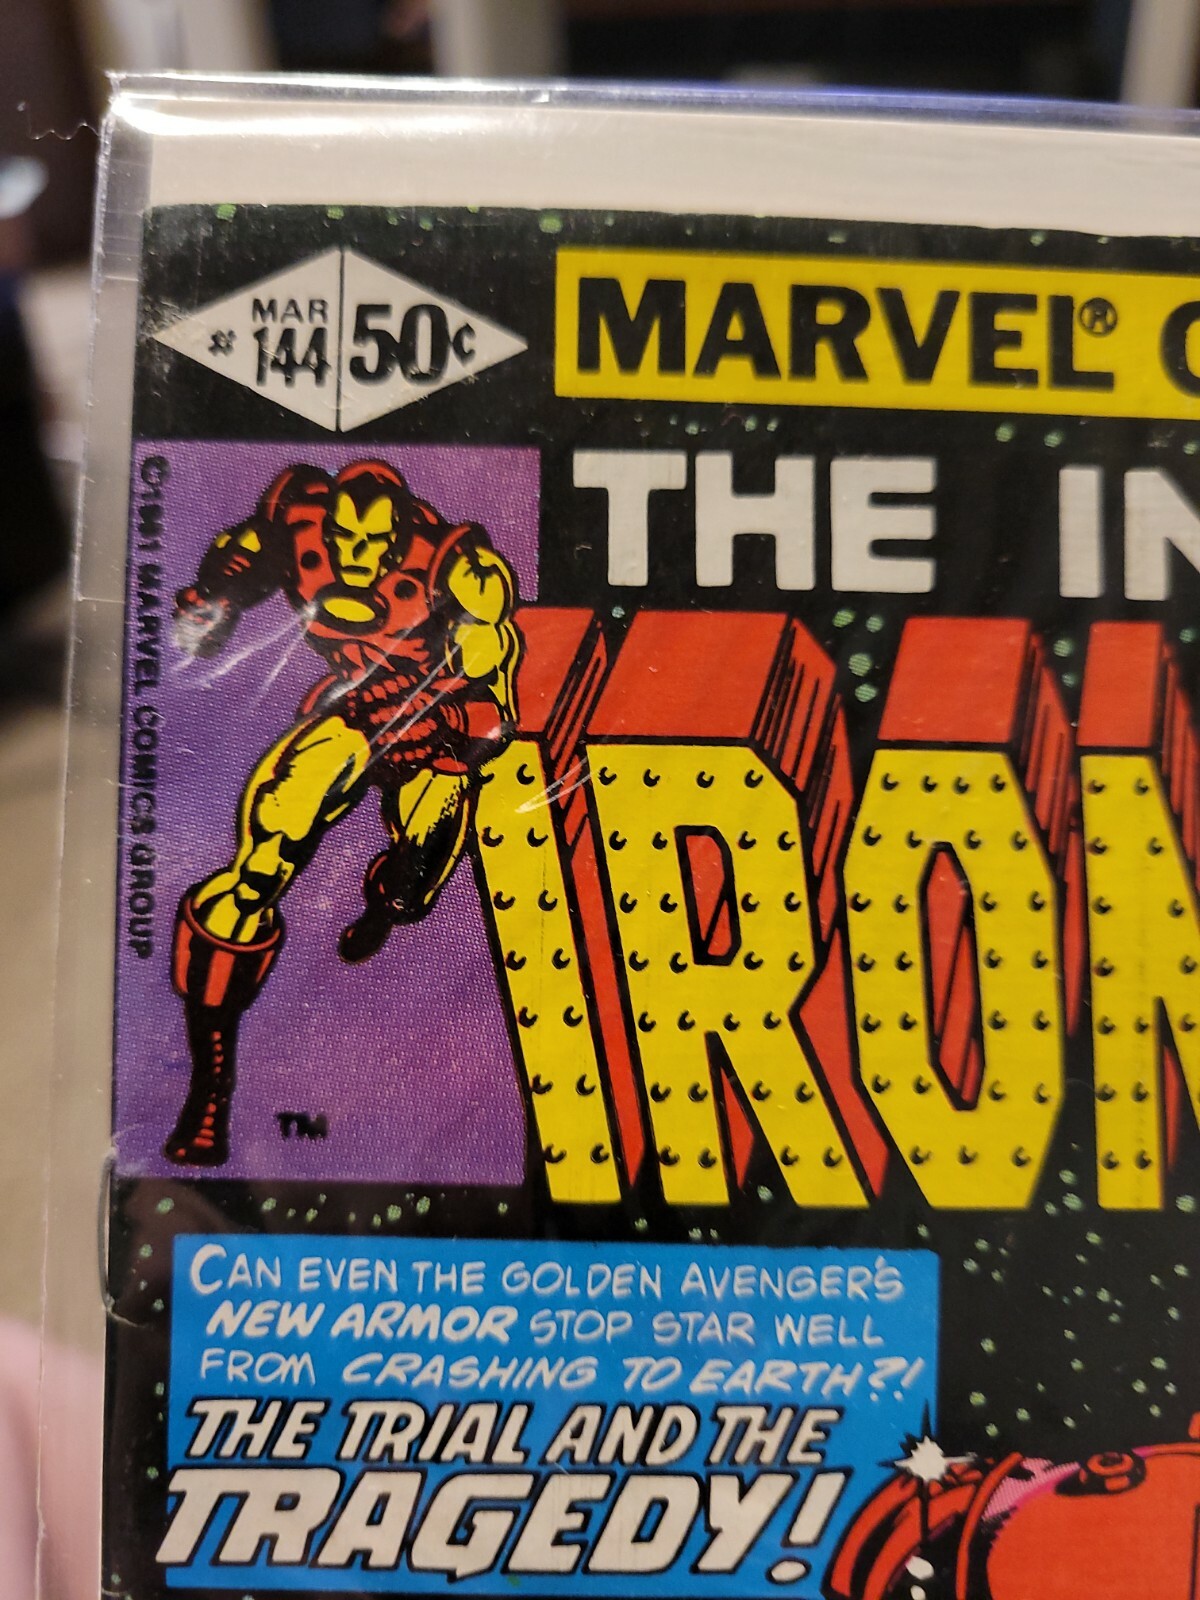 MAR
# 144 50¢
MARVEL® C
THE IN
IRON
©1981 MARVEL COMICS GROUP
TM
CAN EVEN THE GOLDEN AVENGER'S
NEW ARMOR STOP STAR WELL
FROM CRASHING TO EARTH?!
THE TRIAL AND THE
TRAGEDY!